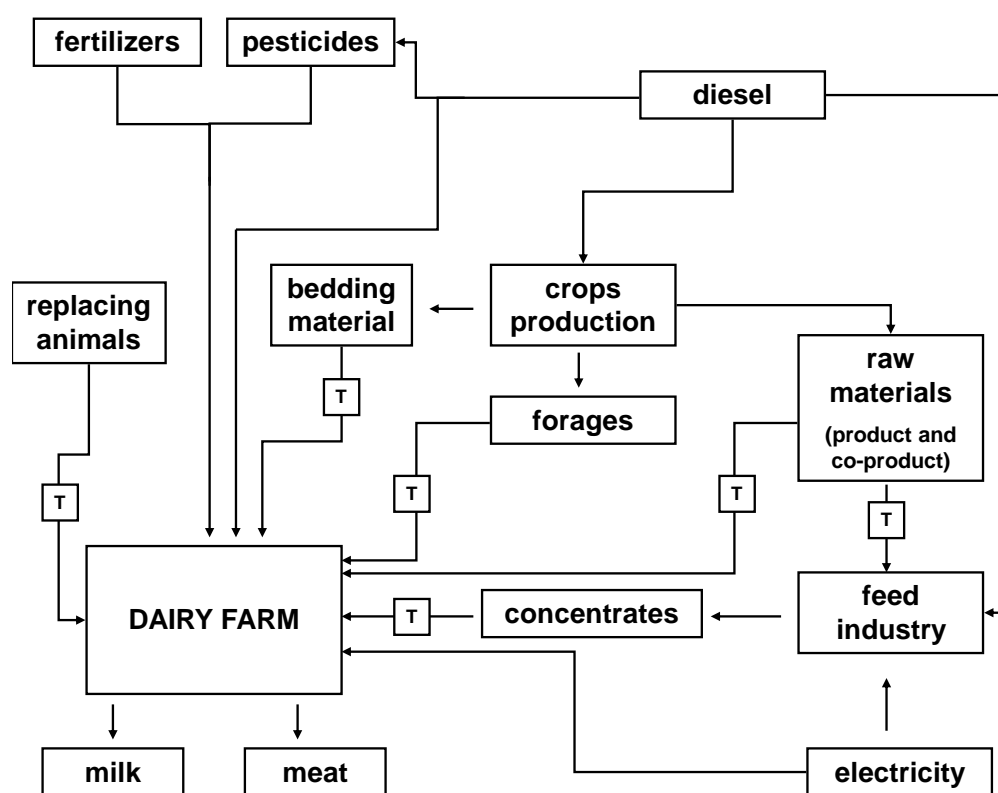 fertilizers
pesticides
diesel
replacing
animals
bedding
material
crops
production
raw
materials
(product and
co-product)
T
forages
T
T
T
T
DAIRY FARM
T
concentrates
feed
industry
milk
meat
electricity